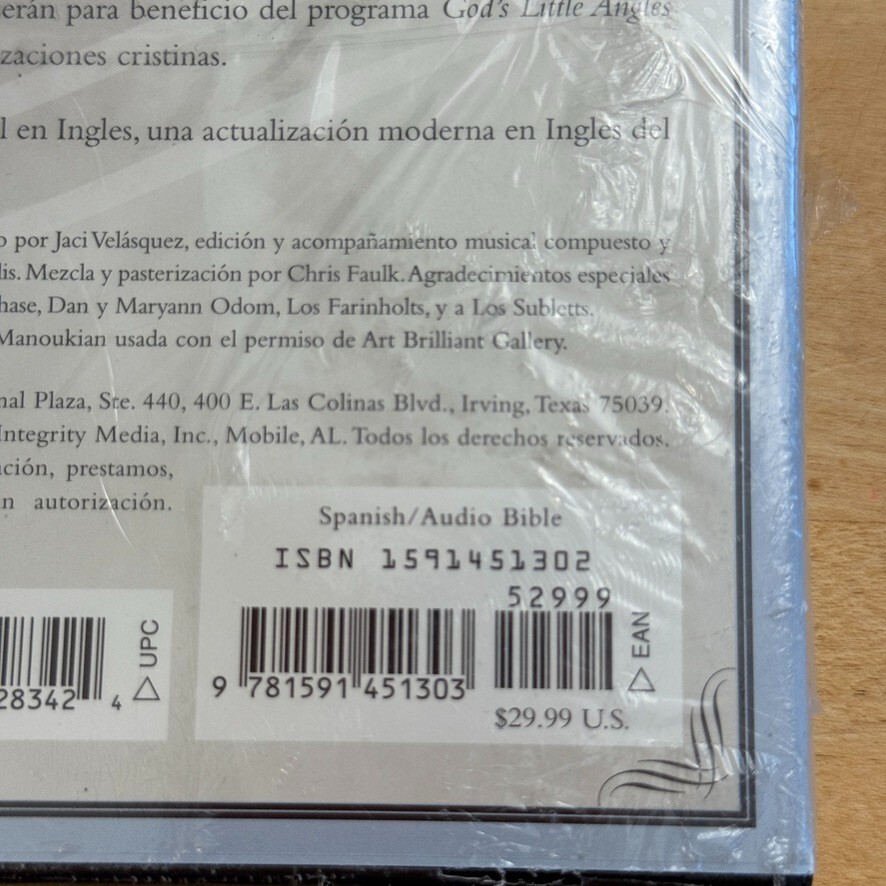 erán para beneficio del programa God's Little Angles
zaciones cristinas.
l en Ingles, una actualización moderna en Ingles del
o por Jaci Velásquez, edición y acompañamiento musical compuesto y
lis. Mezcla y pasterización por Chris Faulk. Agradecimientos especiales
hase, Dan y Maryann Odom, Los Farinholts, y a Los Subletts.
Manoukian usada con el permiso de Art Brilliant Gallery.
nal Plaza, Ste. 440, 400 E. Las Colinas Blvd., Irving, Texas 75039.
Integrity Media, Inc., Mobile, AL. Todos los derechos reservados.
ción, prestamos,
n autorización.
Spanish/Audio Bible
ISBN 1591451302
52999
EAN
UPC
28342 4
9 781591 451303
$29.99 U.S.